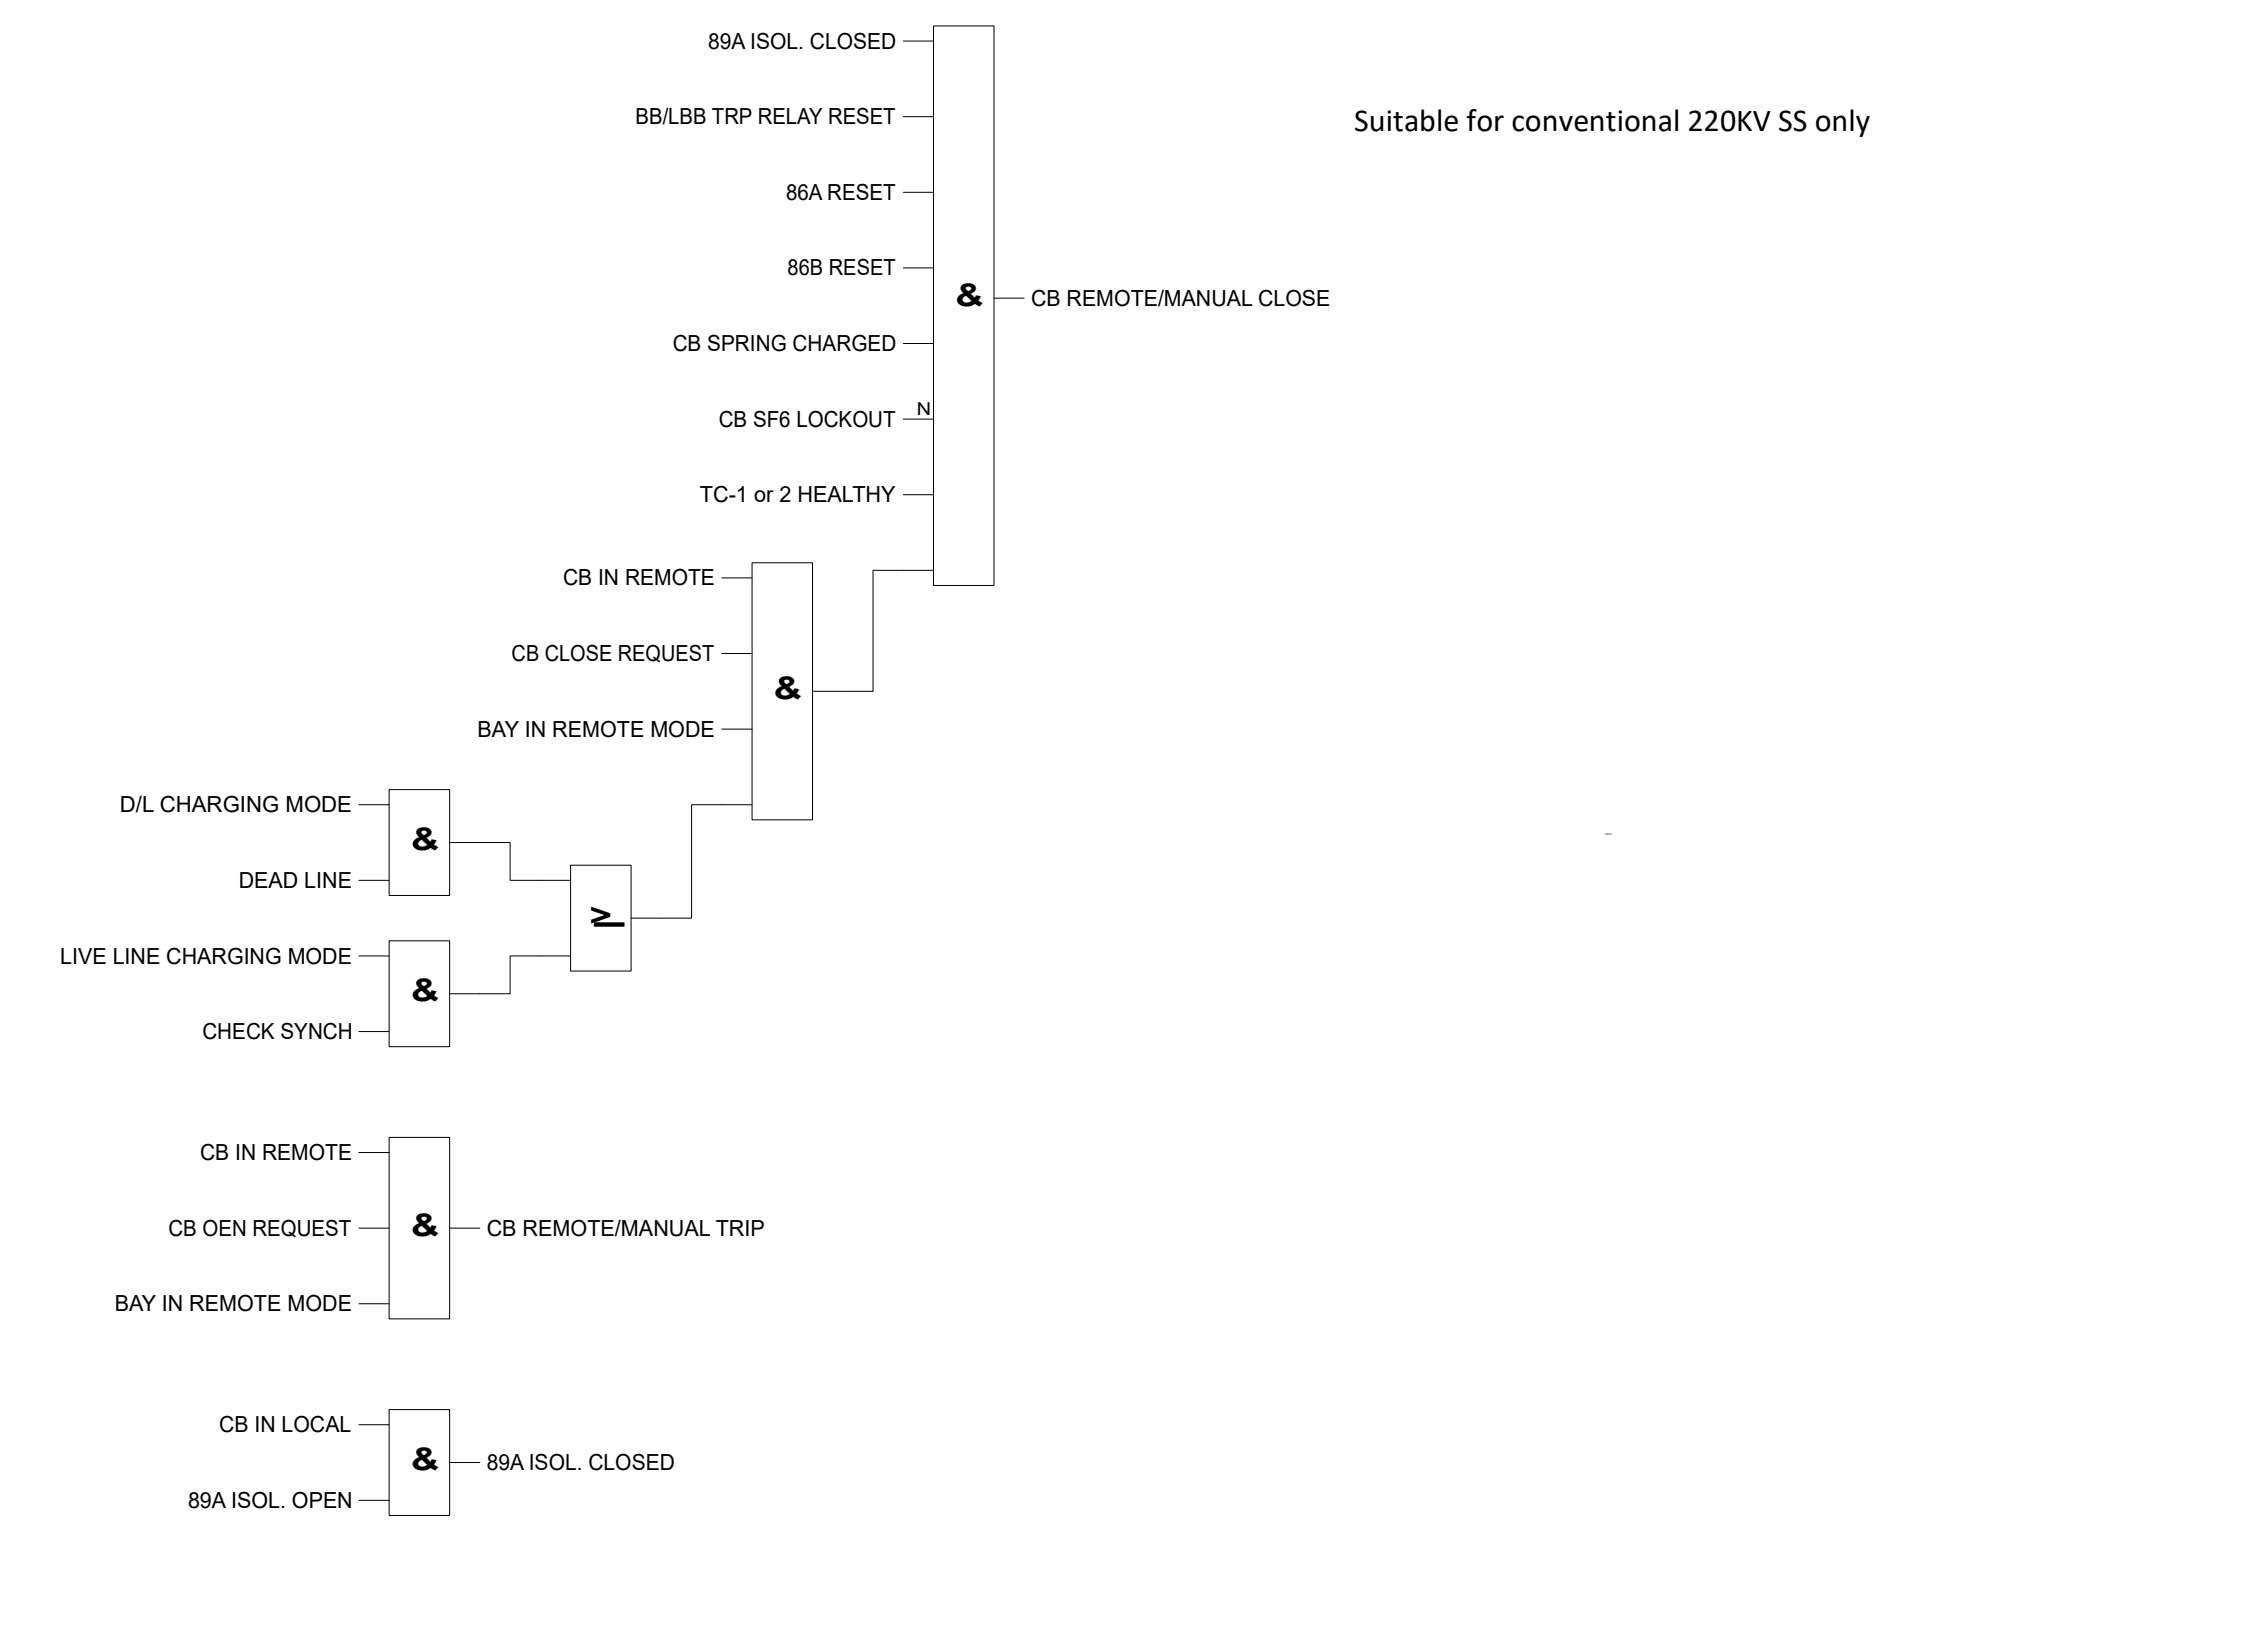 89A ISOL. CLOSED
BB/LBB TRP RELAY RESET
Suitable for conventional 220KV SS only
86A RESET
86B RESET
&
CB REMOTE/MANUAL CLOSE
CB SPRING CHARGED
N
CB SF6 LOCKOUT
TC-1 or 2 HEALTHY
CB IN REMOTE
CB CLOSE REQUEST
&
BAY IN REMOTE MODE
D/L CHARGING MODE
&
DEAD LINE
≥
LIVE LINE CHARGING MODE
&
CHECK SYNCH
CB IN REMOTE
CB OEN REQUEST
&
CB REMOTE/MANUAL TRIP
BAY IN REMOTE MODE
CB IN LOCAL
&
89A ISOL. CLOSED
89A ISOL. OPEN